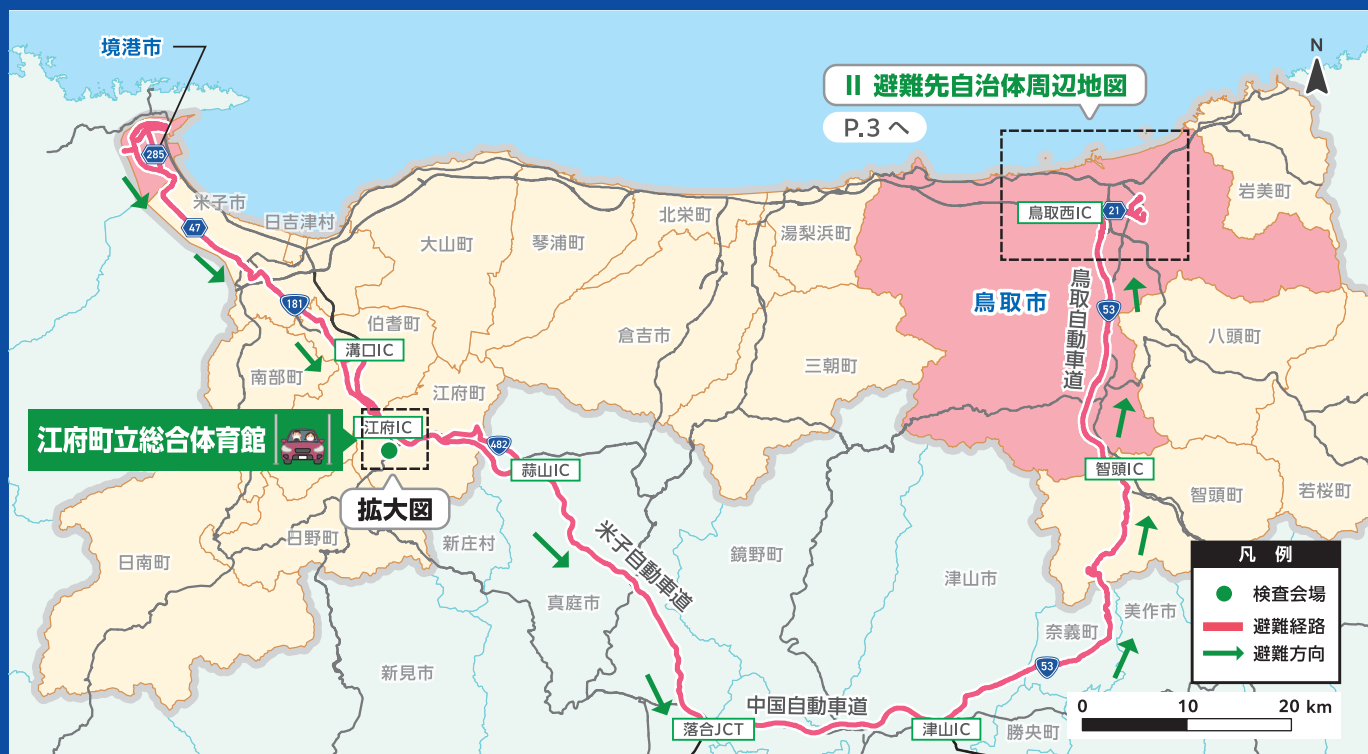 境港市
N
II 避難先自治体周辺地図
P.3 へ
285
米子市
47
日吉津村
大山町
琴浦町
北栄町
湯梨浜町
鳥取西IC
21
岩美町
181
伯耆町
溝口IC
南部町
倉吉市
三朝町
鳥取市
鳥取自動車道
53
八頭町
江府町
江府町立総合体育館
江府IC
482
蒜山IC
拡大図
智頭IC
智頭町
若桜町
日南町
日野町
新庄村
米子自動車道
鏡野町
真庭市
津山市
新見市
奈義町
美作市
53
中国自動車道
落合JCT
津山IC
勝央町
凡 例
検査会場
避難経路
避難方向
0 10 20 km